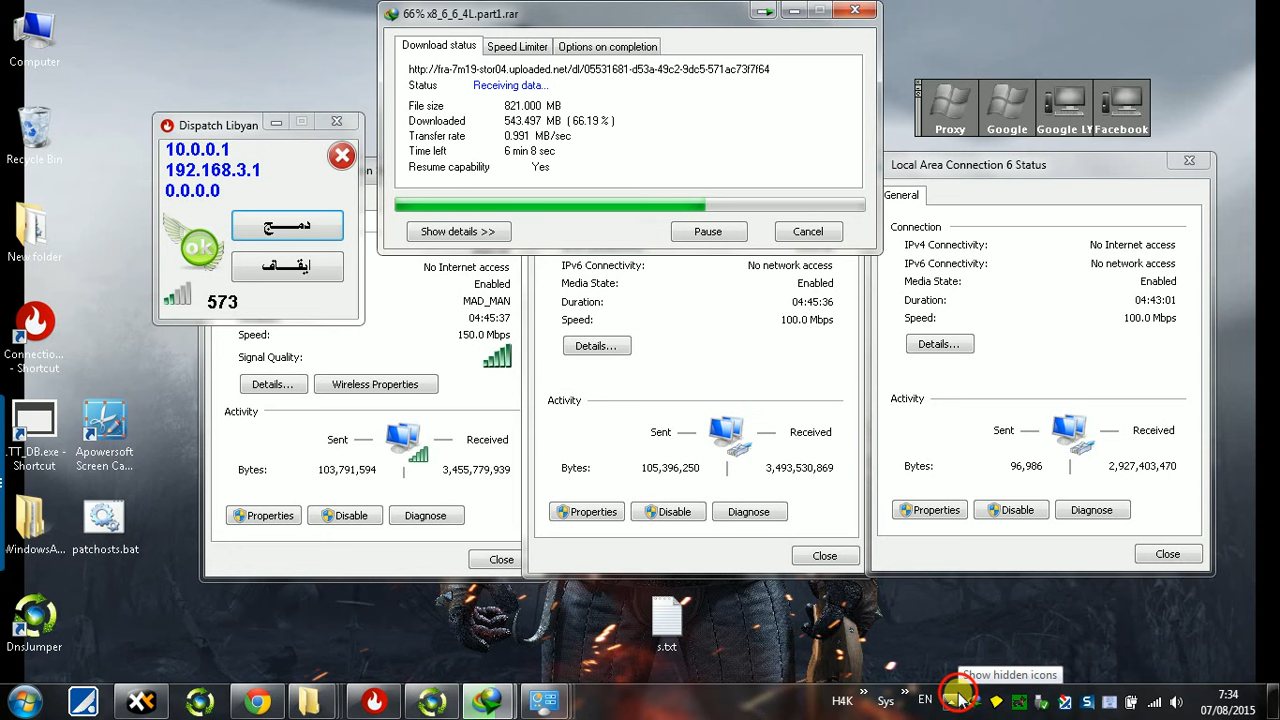 Computer
Recycle Bin
New folder
Connectio...
- Shortcut
.TT_DB.exe -
Shortcut
Apowersoft
Screen Ca...
WindowsA...
patchosts.bat
DnsJumper
Dispatch Libyan
10.0.0.1
192.168.3.1
0.0.0.0
دمــــج
ايقــــاف
ok
573
66% x8_6_6_4L.part1.rar
Download status
Speed Limiter
Options on completion
http://fra-7m19-stor04.uploaded.net/dl/05531681-d53a-49c2-9dc5-571ac73f7f64
Status Receiving data...
File size 821.000 MB
Downloaded 543.497 MB ( 66.19 % )
Transfer rate 0.991 MB/sec
Time left 6 min 8 sec
Resume capability Yes
Show details >>
Pause
Cancel
Proxy
Google
Google LY
Facebook
No Internet access
Enabled
MAD_MAN
04:45:37
Speed: 150.0 Mbps
Signal Quality:
Details...
Wireless Properties
Activity
Sent
Received
Bytes: 103,791,594 3,455,779,939
Properties
Disable
Diagnose
Close
IPv6 Connectivity: No network access
Media State: Enabled
Duration: 04:45:36
Speed: 100.0 Mbps
Details...
Activity
Sent
Received
Bytes: 105,396,250 3,493,530,869
Properties
Disable
Diagnose
Close
Local Area Connection 6 Status
General
Connection
IPv4 Connectivity: No Internet access
IPv6 Connectivity: No network access
Media State: Enabled
Duration: 04:43:01
Speed: 100.0 Mbps
Details...
Activity
Sent
Received
Bytes: 96,986 2,927,403,470
Properties
Disable
Diagnose
Close
s.txt
Show hidden icons
H4K
Sys
EN
7:34
07/08/2015